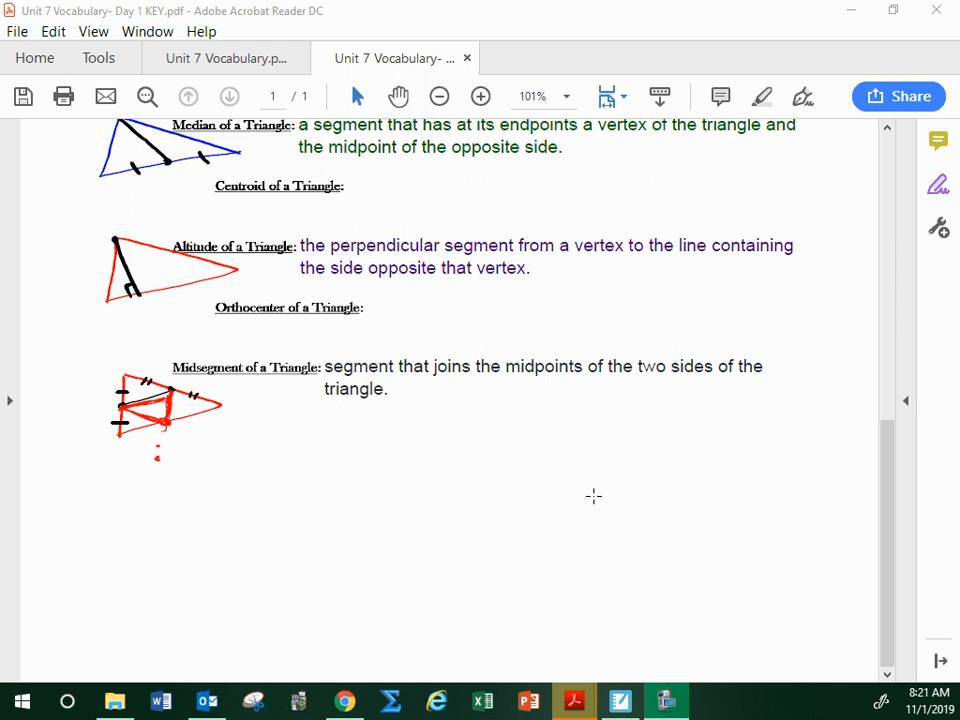 Unit 7 Vocabulary- Day 1 KEY.pdf - Adobe Acrobat Reader DC
File Edit View Window Help
Home Tools Unit 7 Vocabulary.p... Unit 7 Vocabulary- ... ×
1 / 1 101% Share
Median of a Triangle: a segment that has at its endpoints a vertex of the triangle and
the midpoint of the opposite side.
Centroid of a Triangle:
Altitude of a Triangle: the perpendicular segment from a vertex to the line containing
the side opposite that vertex.
Orthocenter of a Triangle:
Midsegment of a Triangle: segment that joins the midpoints of the two sides of the
triangle.
8:21 AM
11/1/2019